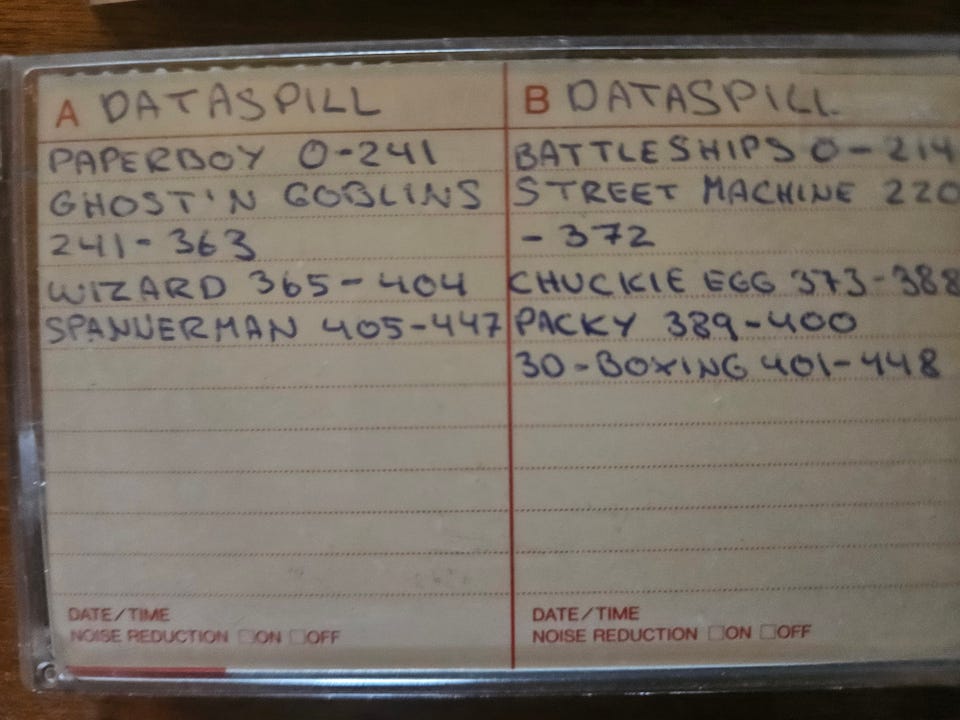 A DATASPILL
PAPERBOY 0-241
GHOST'N GOBLINS
241-363
WIZARD 365-404
SPANNERMAN 405-447
DATE/TIME
NOISE REDUCTION ☐ON ☐OFF
B DATASPILL
BATTLESHIPS 0-214
STREET MACHINE 220
- 372
CHUCKIE EGG 373-388
PACKY 389-400
3D-BOXING 401-448
DATE/TIME
NOISE REDUCTION ☐ON ☐OFF